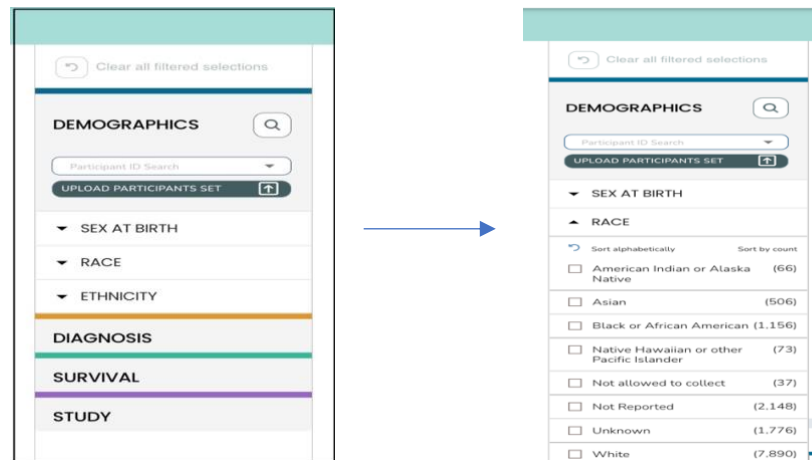 Clear all filtered selections
DEMOGRAPHICS
Participant ID Search
UPLOAD PARTICIPANTS SET
SEX AT BIRTH
RACE
ETHNICITY
DIAGNOSIS
SURVIVAL
STUDY
Clear all filtered selections
DEMOGRAPHICS
Participant ID Search
UPLOAD PARTICIPANTS SET
SEX AT BIRTH
RACE
Sort alphabetically Sort by count
American Indian or Alaska (66)
Native
Asian (506)
Black or African American (1,156)
Native Hawaiian or other (73)
Pacific Islander
Not allowed to collect (37)
Not Reported (2,148)
Unknown (1,776)
White (7,890)